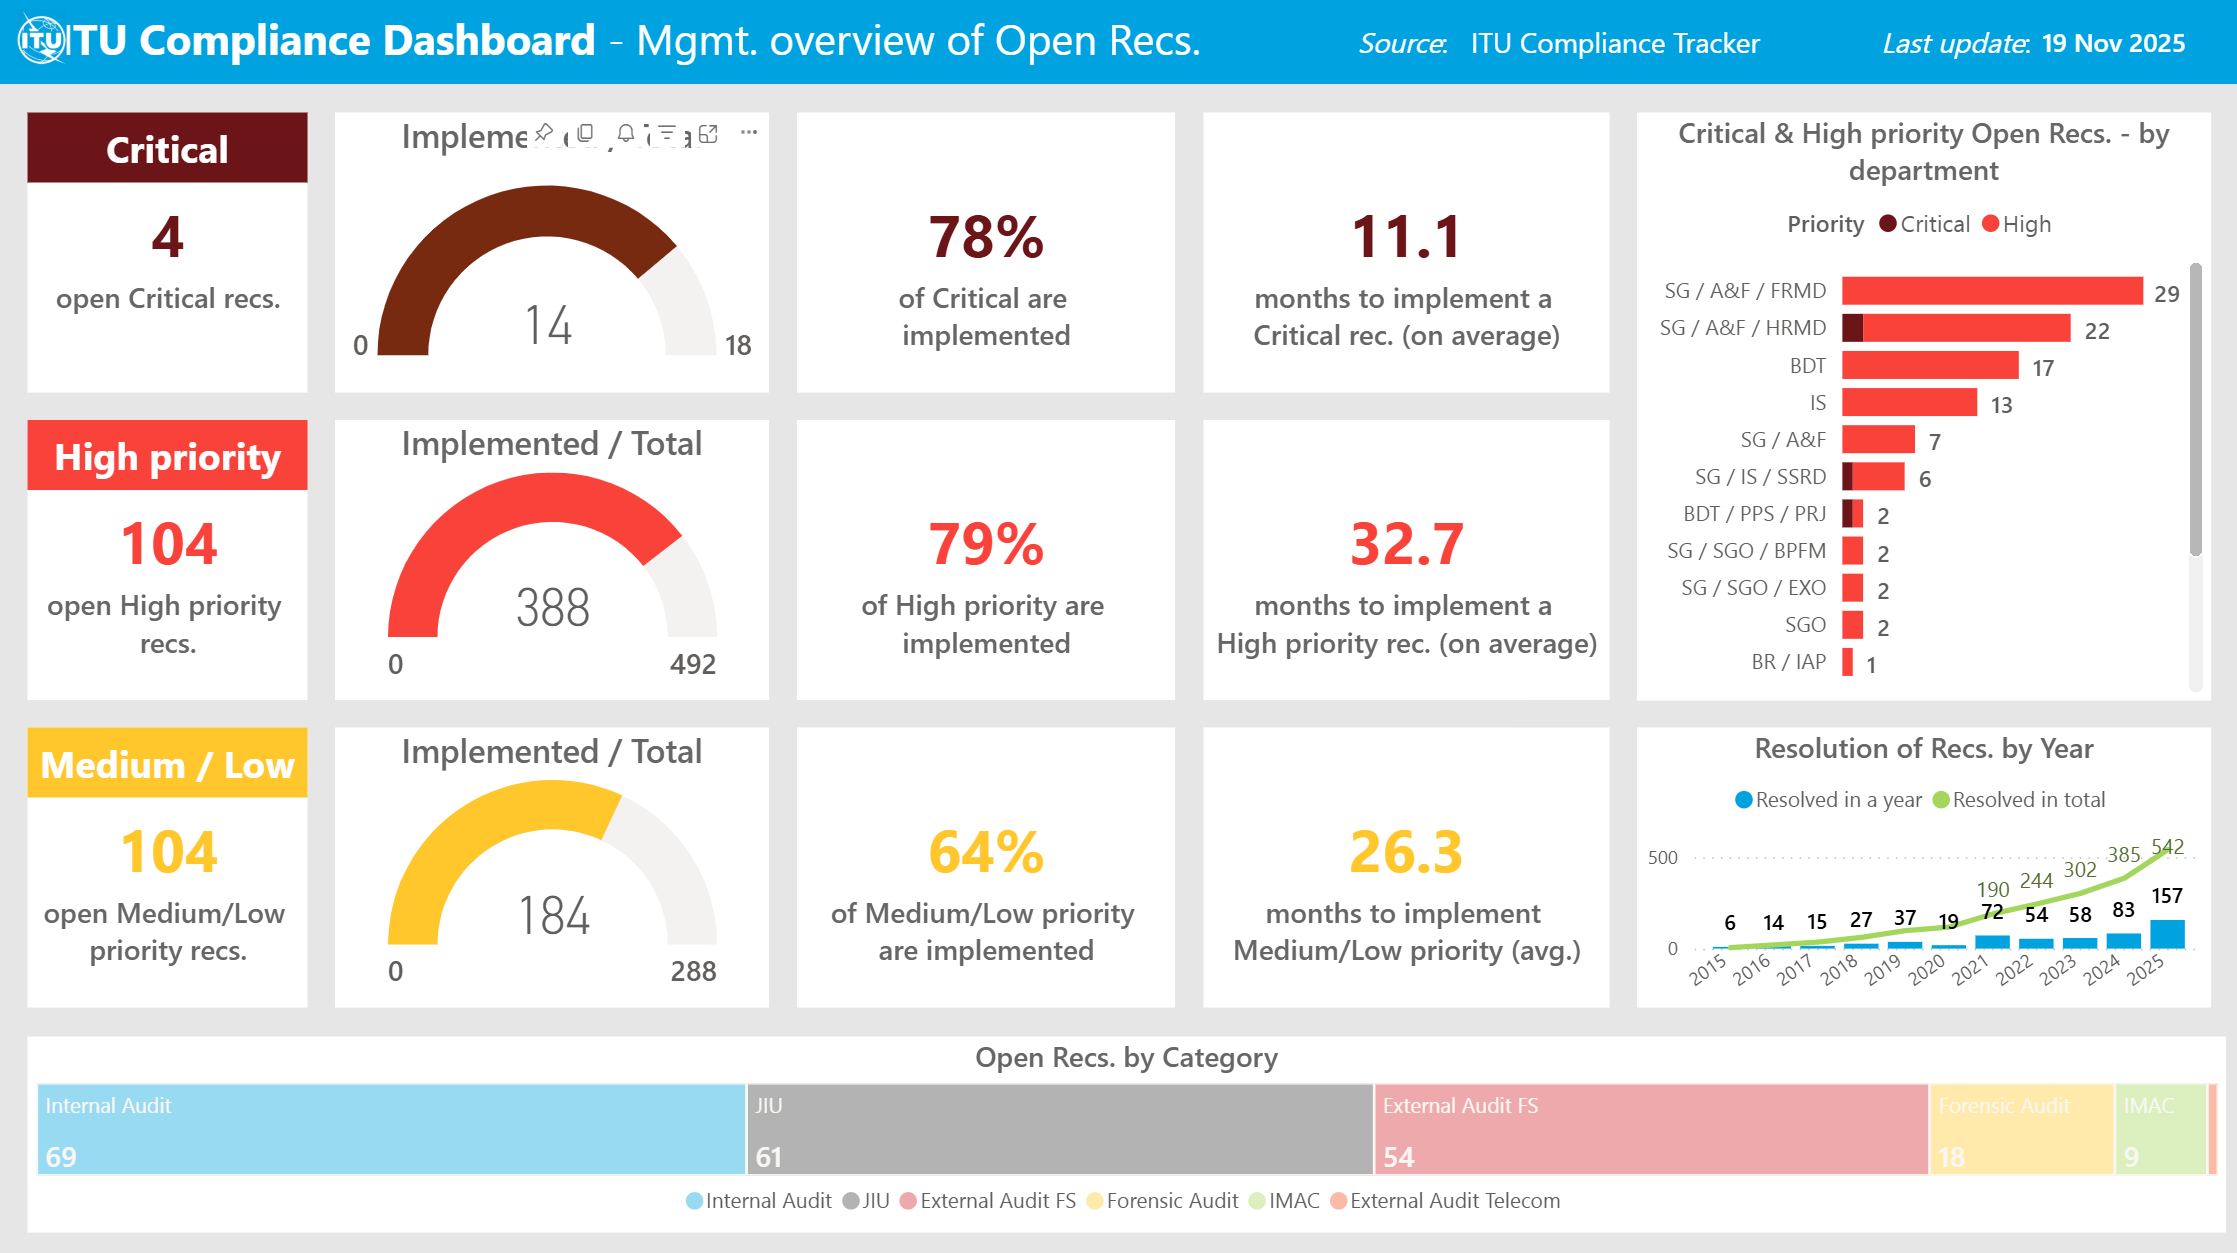 ITU
ITU Compliance Dashboard - Mgmt. overview of Open Recs.
Source: ITU Compliance Tracker
Last update: 19 Nov 2025
Critical
4
open Critical recs.
14
0
18
78%
of Critical are
implemented
11.1
months to implement a
Critical rec. (on average)
High priority
104
open High priority
recs.
Implemented / Total
388
0
492
79%
of High priority are
implemented
32.7
months to implement a
High priority rec. (on average)
Medium / Low
104
open Medium/Low
priority recs.
Implemented / Total
184
0
288
64%
of Medium/Low priority
are implemented
26.3
months to implement
Medium/Low priority (avg.)
Critical & High priority Open Recs. - by
department
Priority Critical High
SG / A&F / FRMD 29
SG / A&F / HRMD 22
BDT 17
IS 13
SG / A&F 7
SG / IS / SSRD 6
BDT / PPS / PRJ 2
SG / SGO / BPFM 2
SG / SGO / EXO 2
SGO 2
BR / IAP 1
Resolution of Recs. by Year
Resolved in a year Resolved in total
500
190 244 302 385 542
6 14 15 27 37 19 72 54 58 83 157
0
2015 2016 2017 2018 2019 2020 2021 2022 2023 2024 2025
Open Recs. by Category
Internal Audit
69
JIU
61
External Audit FS
54
Forensic Audit
18
IMAC
9
Internal Audit JIU External Audit FS Forensic Audit IMAC External Audit Telecom